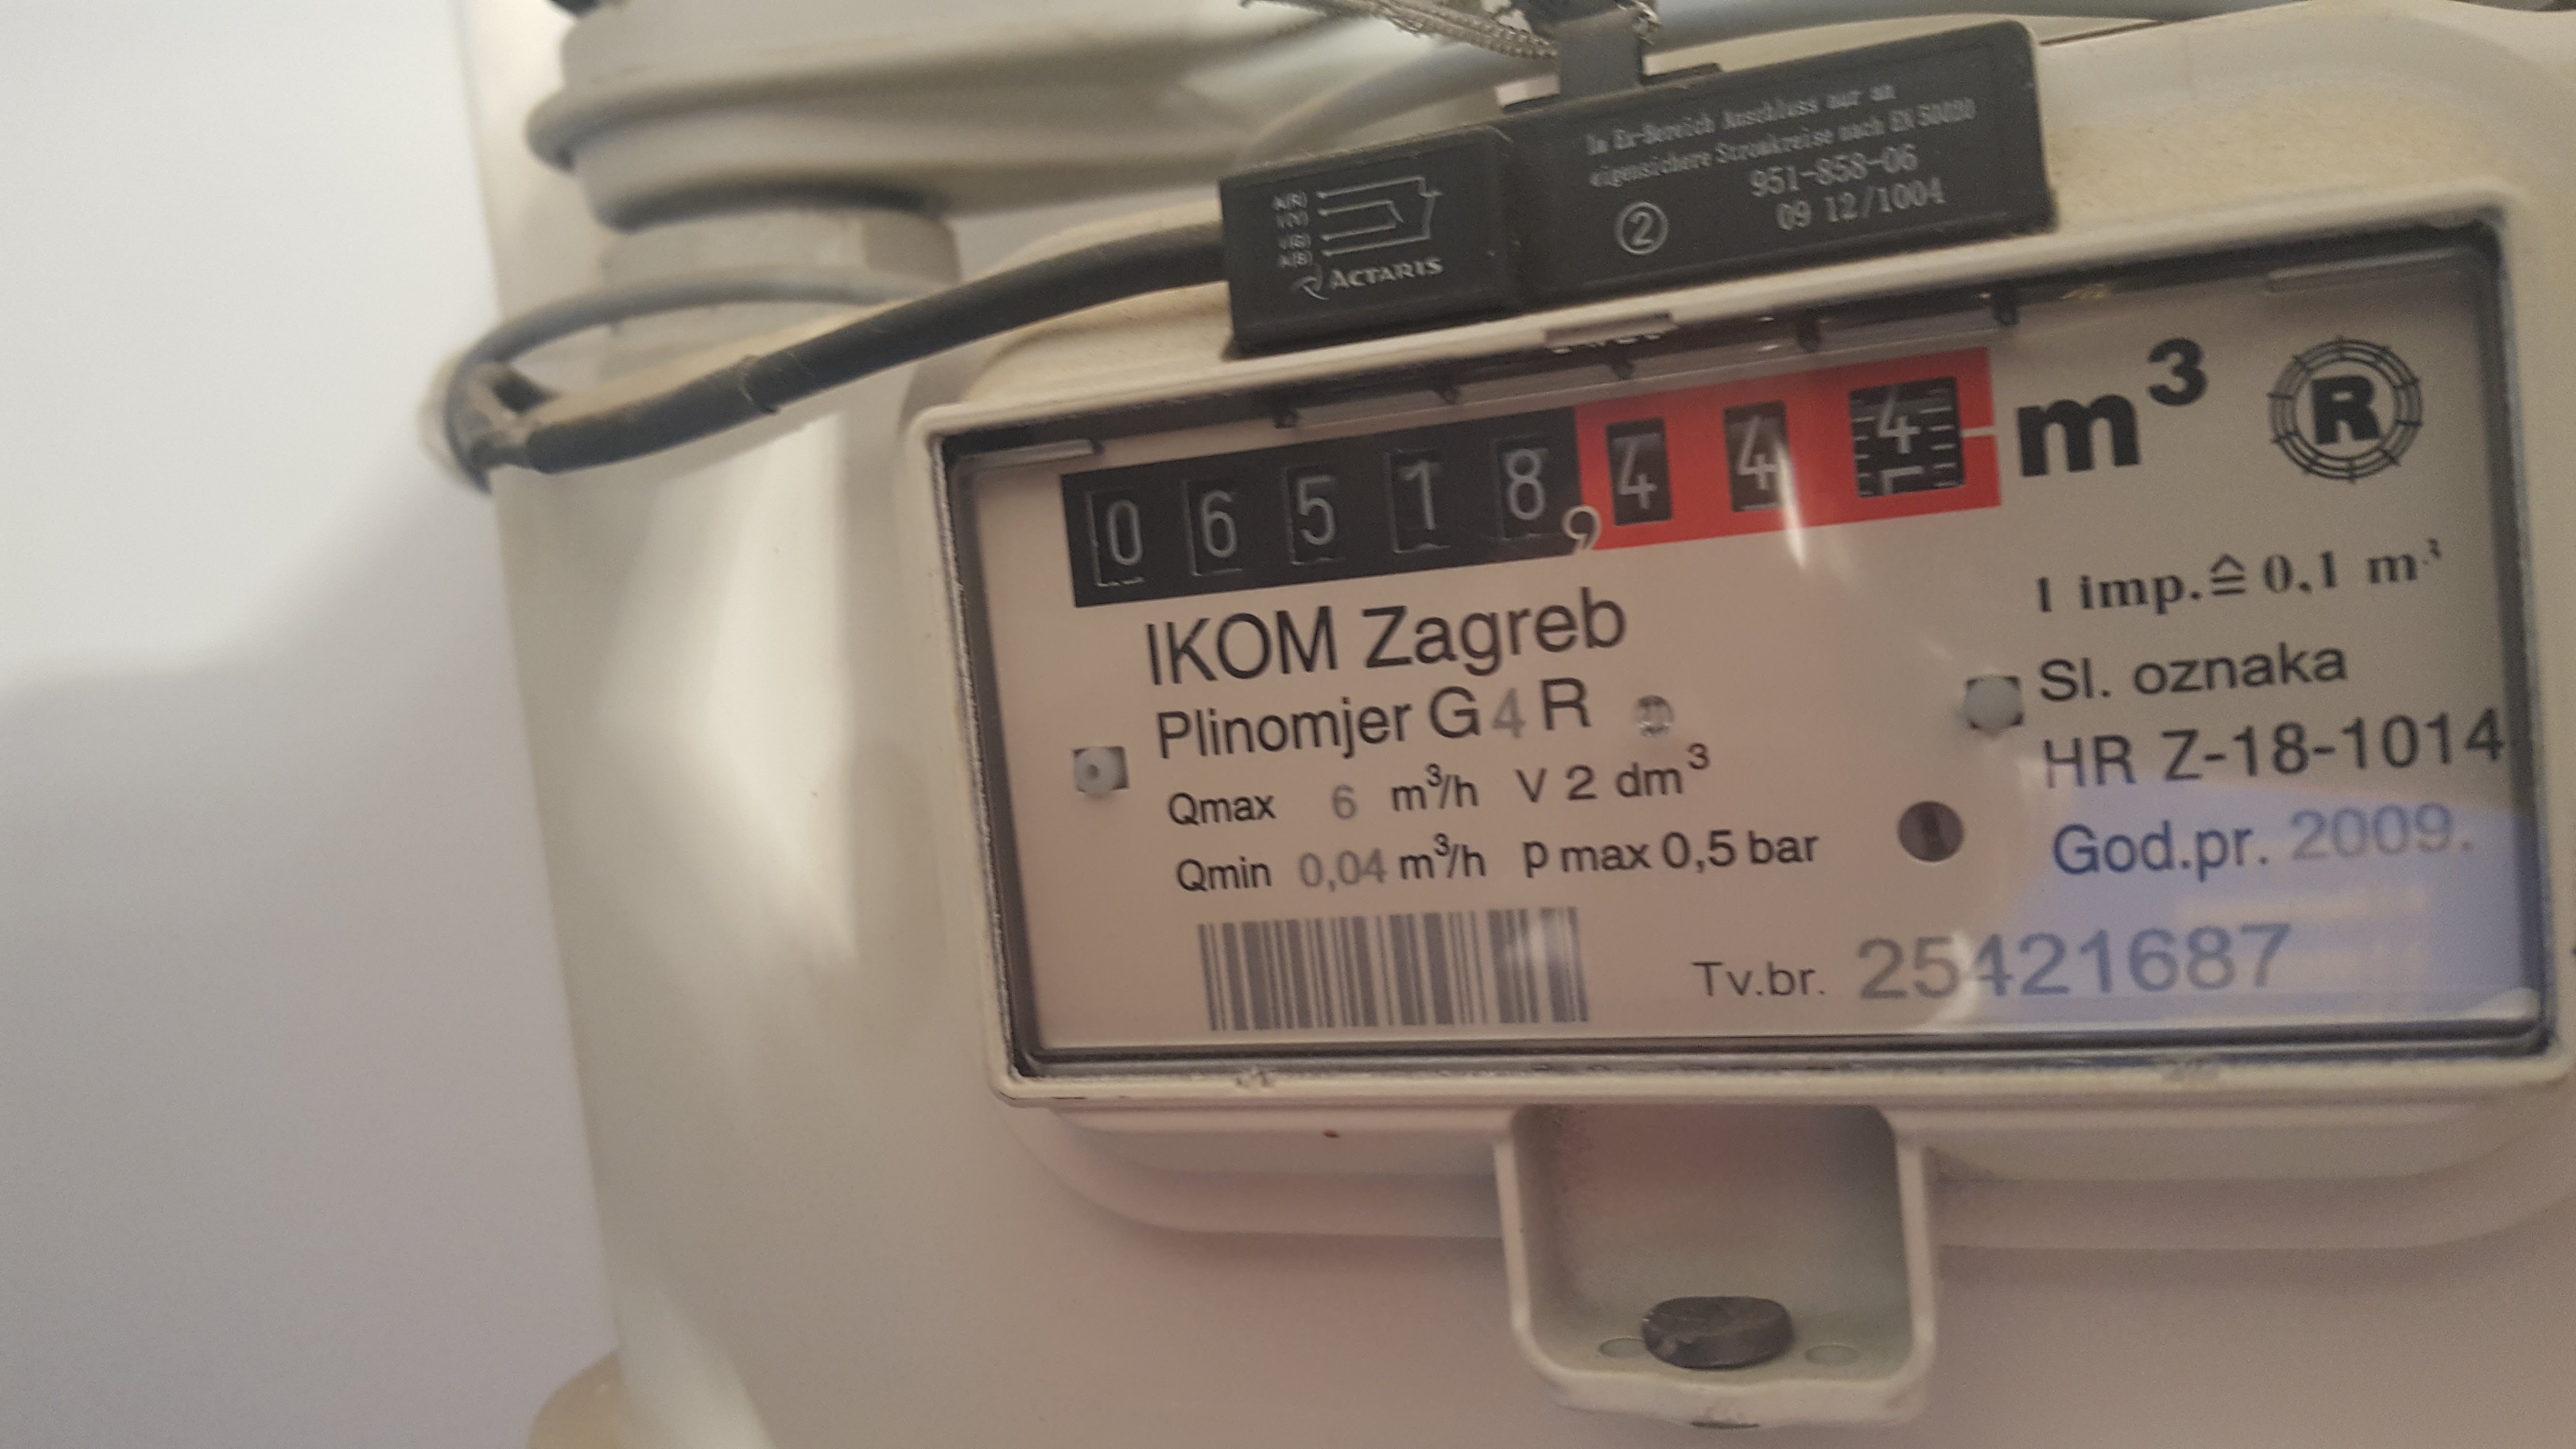 In Ex-Bereich Anschluss nur an
eigensichere Stromkreise nach EN 50020
951-858-06
② 09 12/1004
ACTARIS
06518,444 m³
R
1 imp.≙ 0,1 m³
IKOM Zagreb
Plinomjer G4R
Sl. oznaka
HR Z-18-1014
Qmax 6 m³/h V 2 dm³
Qmin 0,04 m³/h p max 0,5 bar
God.pr. 2009.
Tv.br. 25421687